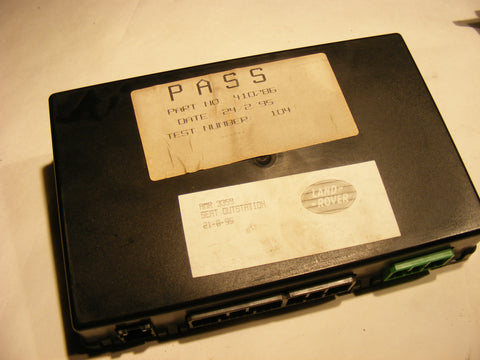 PASS
PART NO 410786
DATE 24.2.95
TEST NUMBER 104
AMR 3359
SEAT OUTSTATION
21-6-95
LAND-
-ROVER